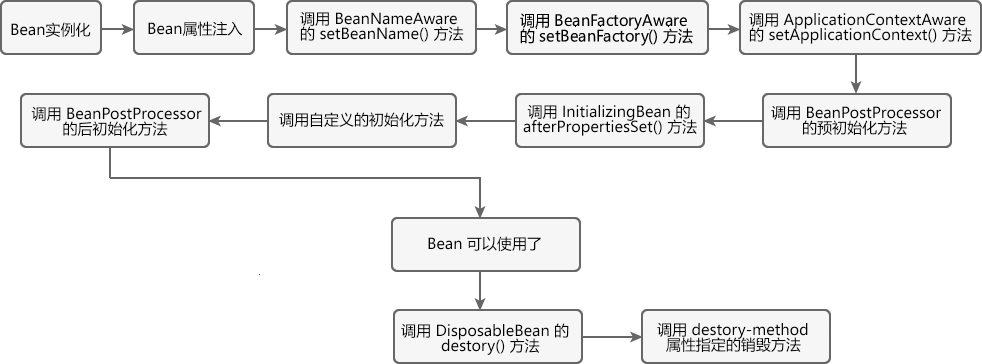 Bean实例化
Bean属性注入
调用 BeanNameAware
的 setBeanName() 方法
调用 BeanFactoryAware
的 setBeanFactory() 方法
调用 ApplicationContextAware
的 setApplicationContext() 方法
调用 BeanPostProcessor
的预初始化方法
调用 InitializingBean 的
afterPropertiesSet() 方法
调用自定义的初始化方法
调用 BeanPostProcessor
的后初始化方法
Bean 可以使用了
调用 DisposableBean 的
destory() 方法
调用 destory-method
属性指定的销毁方法